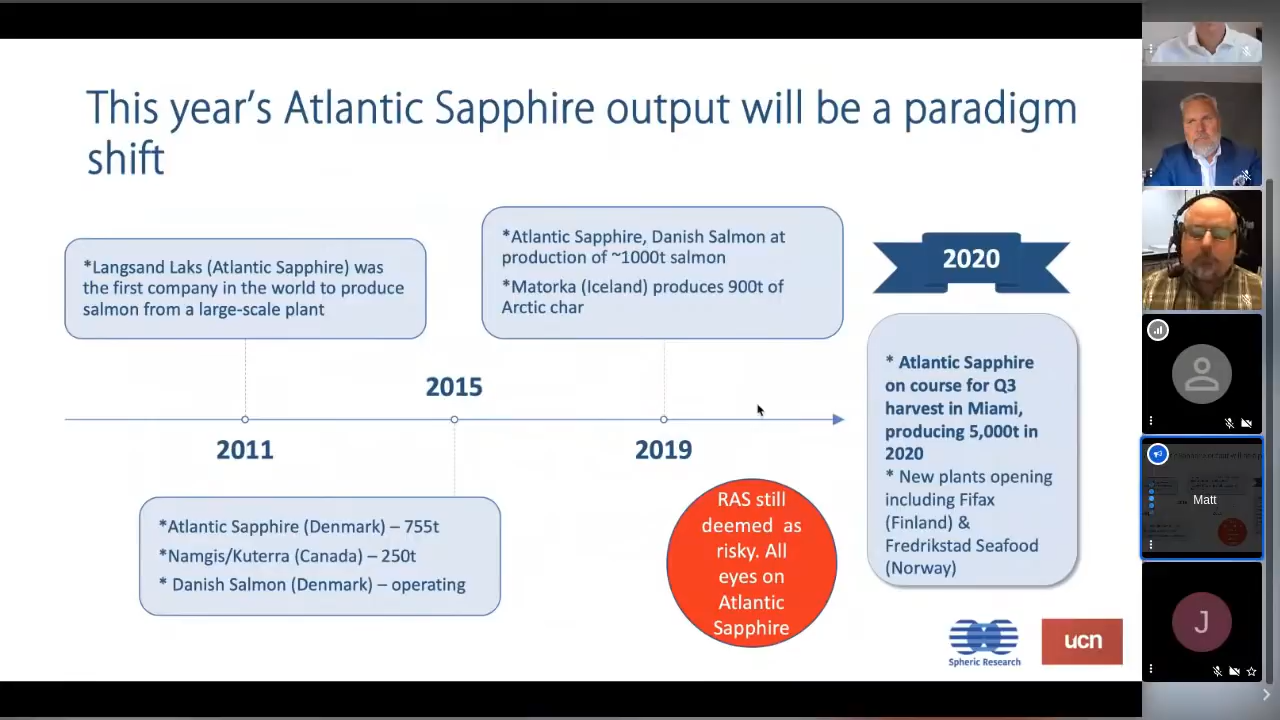 This year's Atlantic Sapphire output will be a paradigm
shift
*Langsand Laks (Atlantic Sapphire) was
the first company in the world to produce
salmon from a large-scale plant
*Atlantic Sapphire, Danish Salmon at
production of ~1000t salmon
*Matorka (Iceland) produces 900t of
Arctic char
2020
* Atlantic Sapphire
on course for Q3
harvest in Miami,
producing 5,000t in
2020
* New plants opening
including Fifax
(Finland) &
Fredrikstad Seafood
(Norway)
2015
2011
2019
*Atlantic Sapphire (Denmark) – 755t
*Namgis/Kuterra (Canada) – 250t
* Danish Salmon (Denmark) – operating
RAS still
deemed as
risky. All
eyes on
Atlantic
Sapphire
Spheric Research
ucn
Matt
J